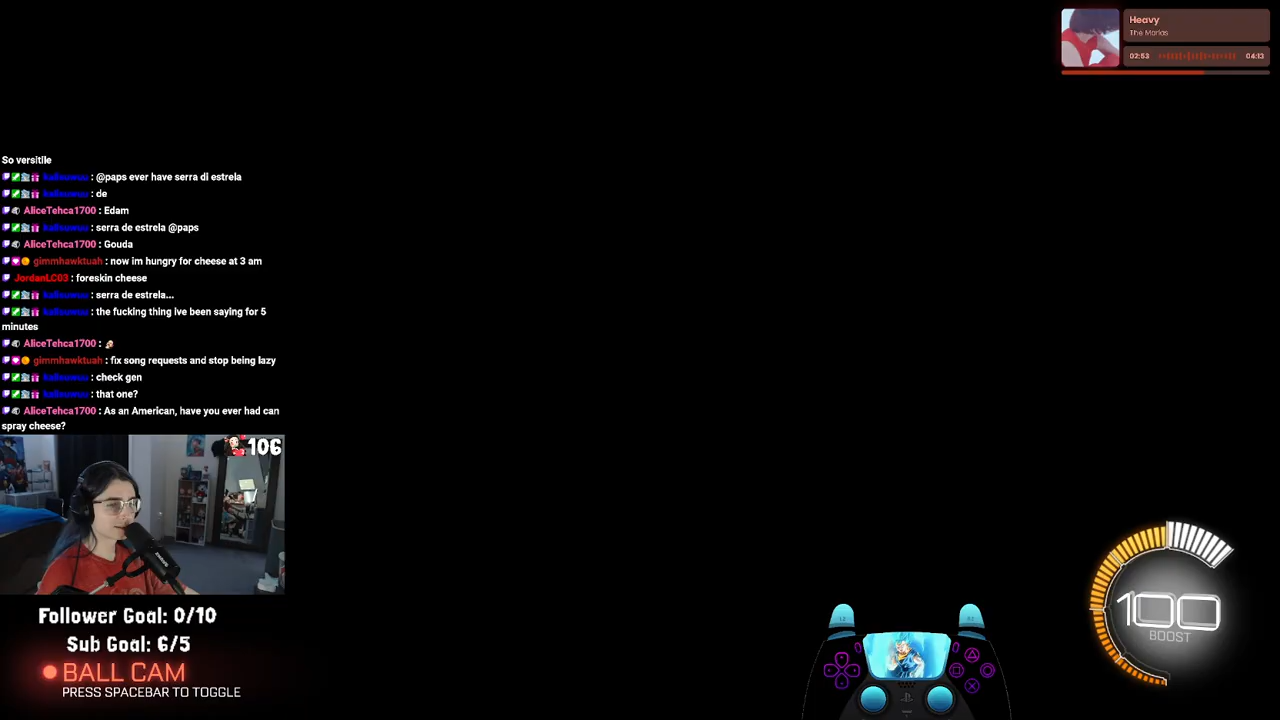 Heavy
The Marías
02:53
04:13
So versitile
: @paps ever have serra di estrela
: de
AliceTehca1700 : Edam
: serra de estrela @paps
AliceTehca1700 : Gouda
gimmhawktuah : now im hungry for cheese at 3 am
JordanLC03 : foreskin cheese
: serra de estrela...
: the fucking thing ive been saying for 5
minutes
AliceTehca1700 :
gimmhawktuah : fix song requests and stop being lazy
: check gen
: that one?
AliceTehca1700 : As an American, have you ever had can
spray cheese?
106
Follower Goal: 0/10
Sub Goal: 6/5
BALL CAM
PRESS SPACEBAR TO TOGGLE
100
BOOST